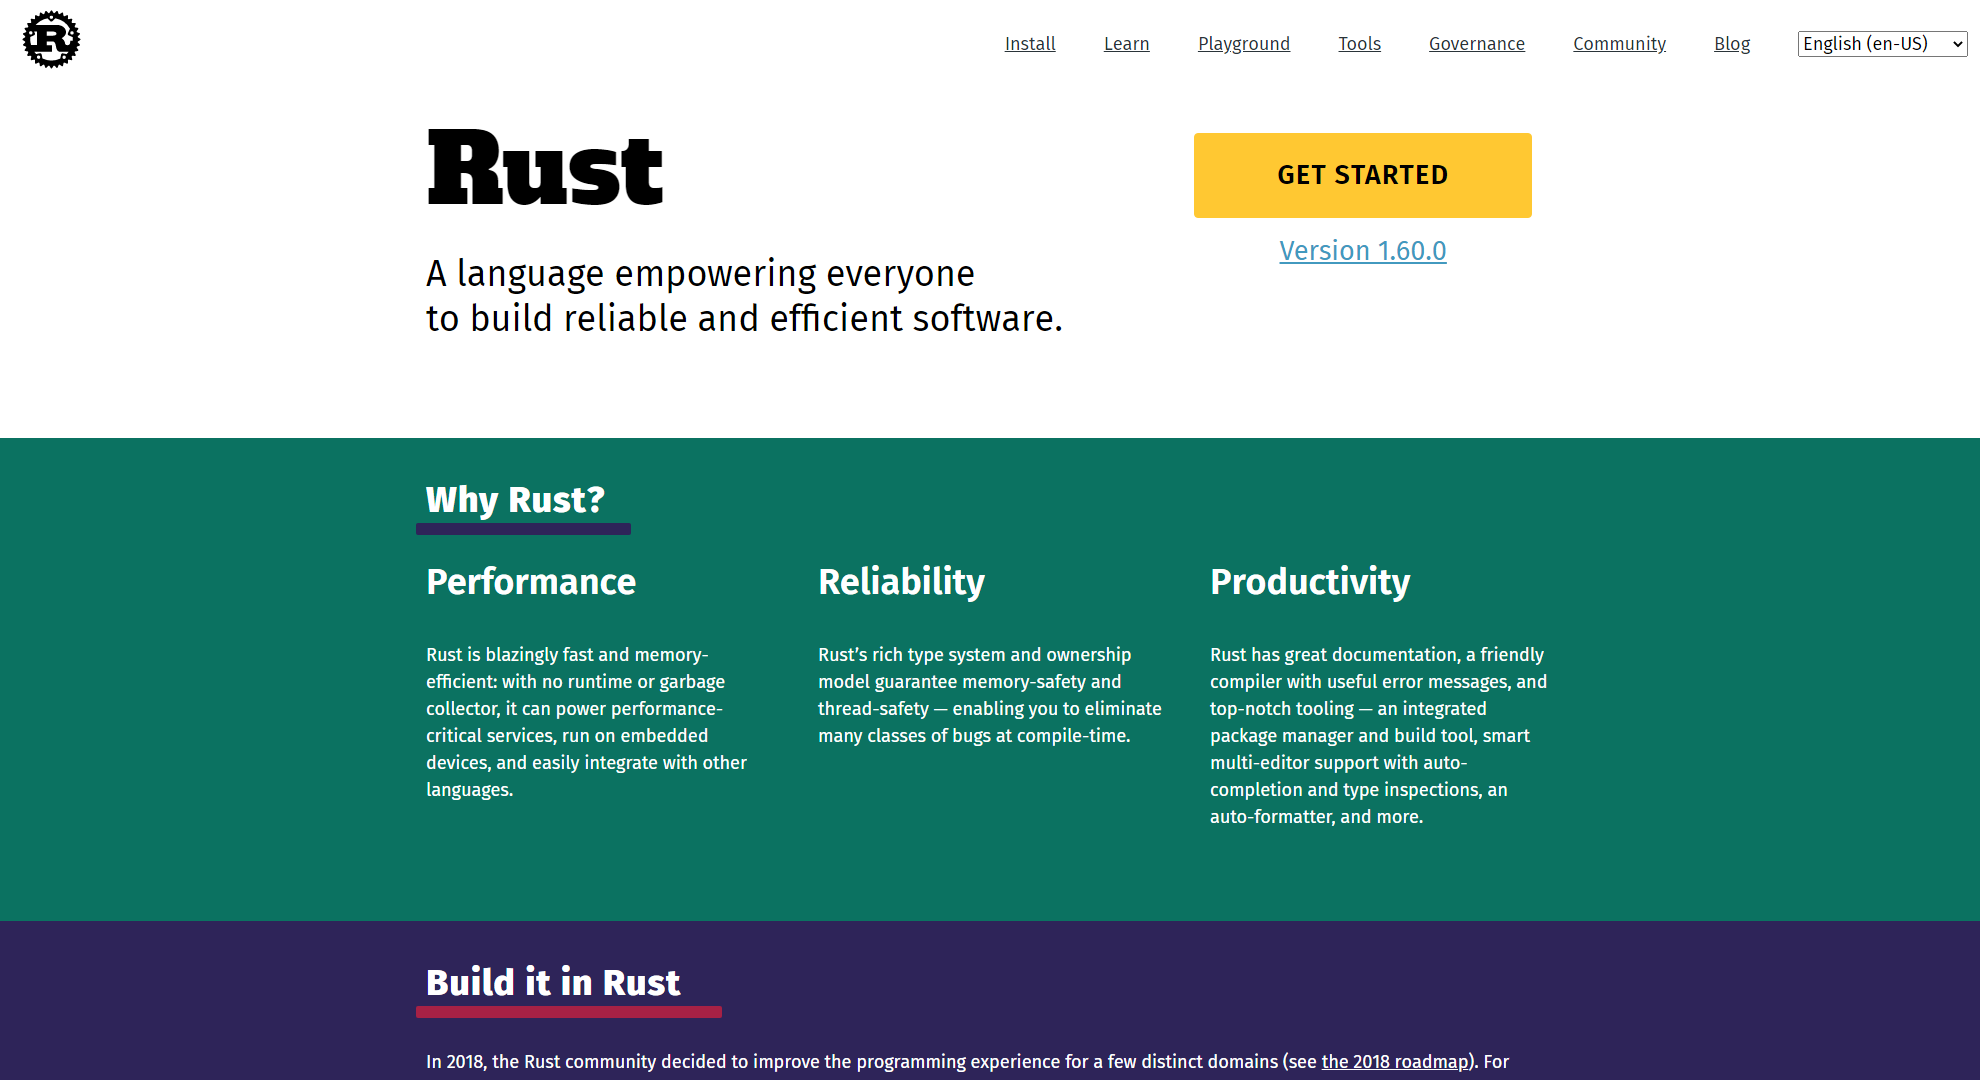 R
Install Learn Playground Tools Governance Community Blog English (en-US)
Rust
GET STARTED
Version 1.60.0
A language empowering everyone
to build reliable and efficient software.
Why Rust?
Performance
Rust is blazingly fast and memory-
efficient: with no runtime or garbage
collector, it can power performance-
critical services, run on embedded
devices, and easily integrate with other
languages.
Reliability
Rust’s rich type system and ownership
model guarantee memory-safety and
thread-safety — enabling you to eliminate
many classes of bugs at compile-time.
Productivity
Rust has great documentation, a friendly
compiler with useful error messages, and
top-notch tooling — an integrated
package manager and build tool, smart
multi-editor support with auto-
completion and type inspections, an
auto-formatter, and more.
Build it in Rust
In 2018, the Rust community decided to improve the programming experience for a few distinct domains (see the 2018 roadmap). For